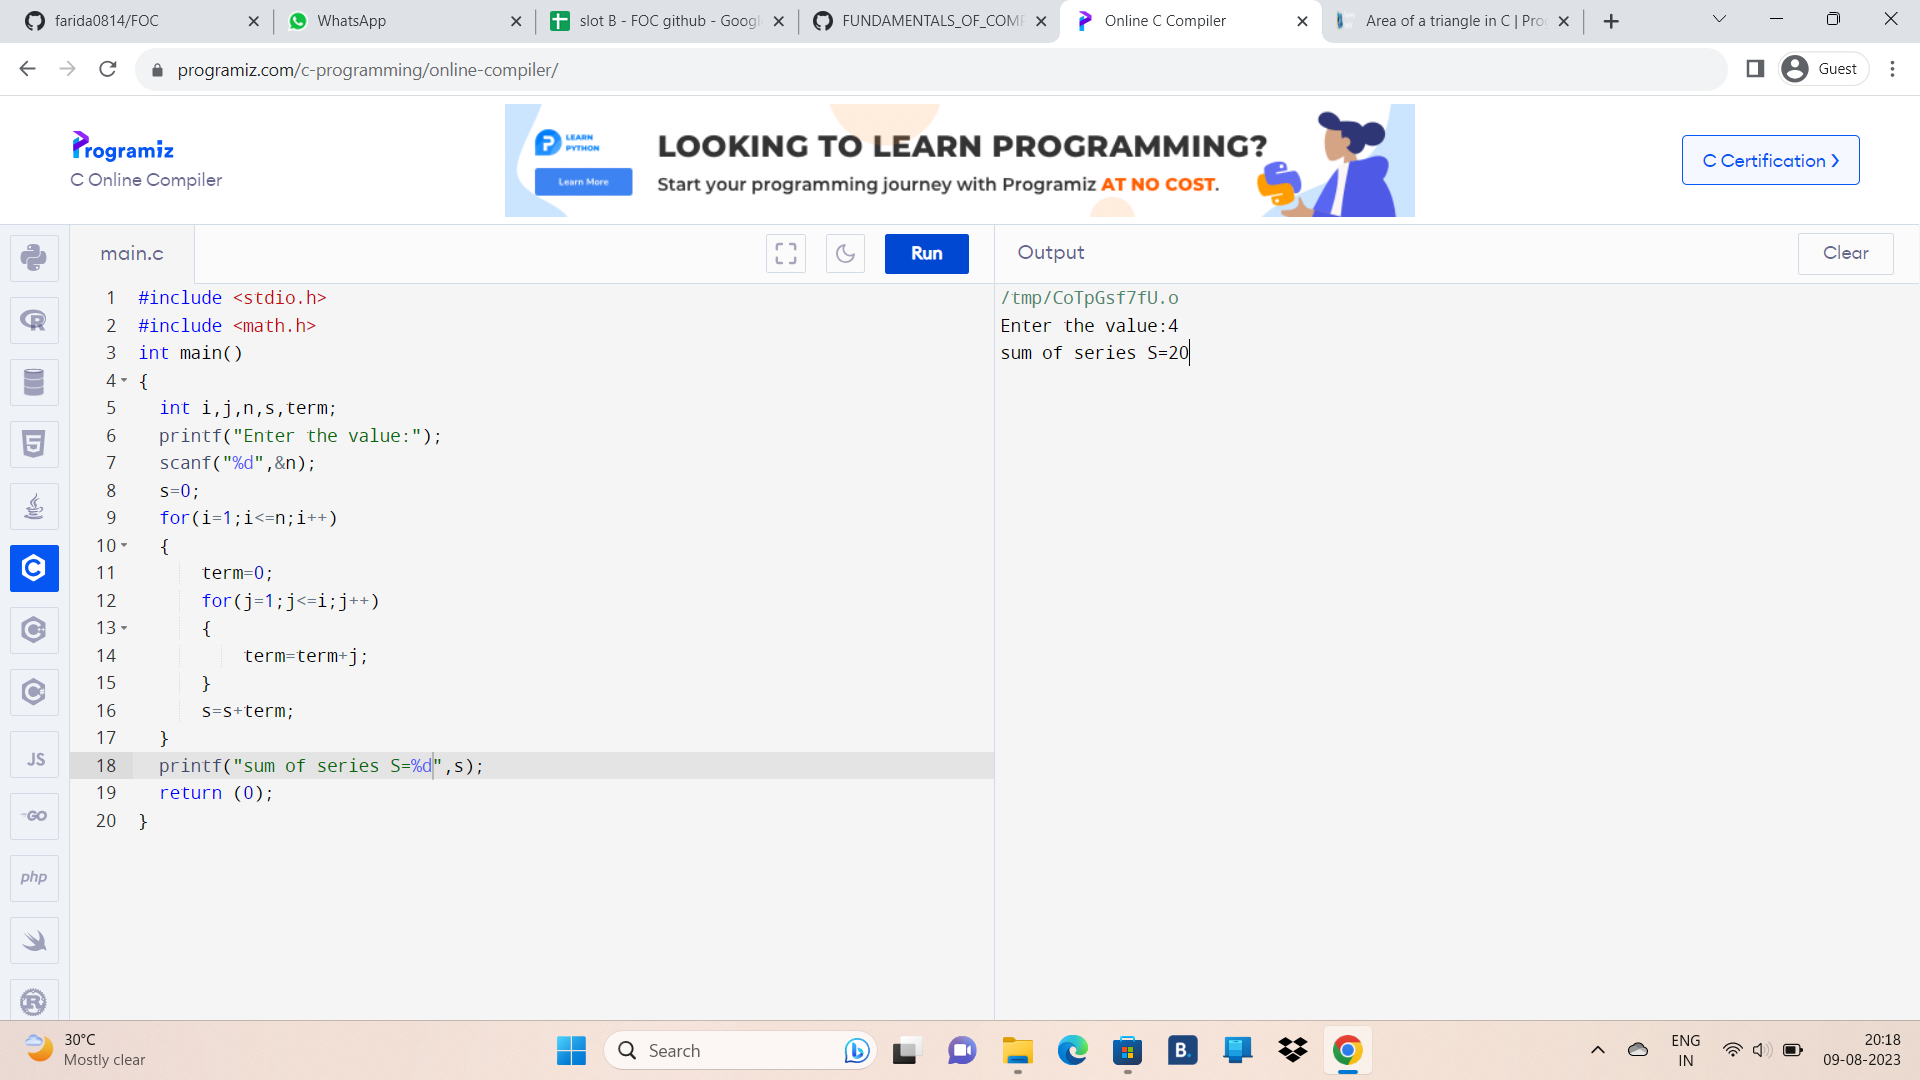 farida0814/FOC
WhatsApp
slot B - FOC github - Googl
FUNDAMENTALS_OF_COMP
Online C Compiler
Area of a triangle in C | Pro
programiz.com/c-programming/online-compiler/
Guest
Programiz
C Online Compiler
LEARN
PYTHON
Learn More
LOOKING TO LEARN PROGRAMMING?
Start your programming journey with Programiz AT NO COST.
C Certification
main.c
Run
Output
Clear
1 #include <stdio.h>
2 #include <math.h>
3 int main()
4 {
5 int i,j,n,s,term;
6 printf("Enter the value:");
7 scanf("%d",&n);
8 s=0;
9 for(i=1;i<=n;i++)
10 {
11 term=0;
12 for(j=1;j<=i;j++)
13 {
14 term=term+j;
15 }
16 s=s+term;
17 }
18 printf("sum of series S=%d",s);
19 return (0);
20 }
/tmp/CoTpGsf7fU.o
Enter the value:4
sum of series S=20
JS
GO
php
30°C
Mostly clear
Search
B.
ENG
IN
20:18
09-08-2023